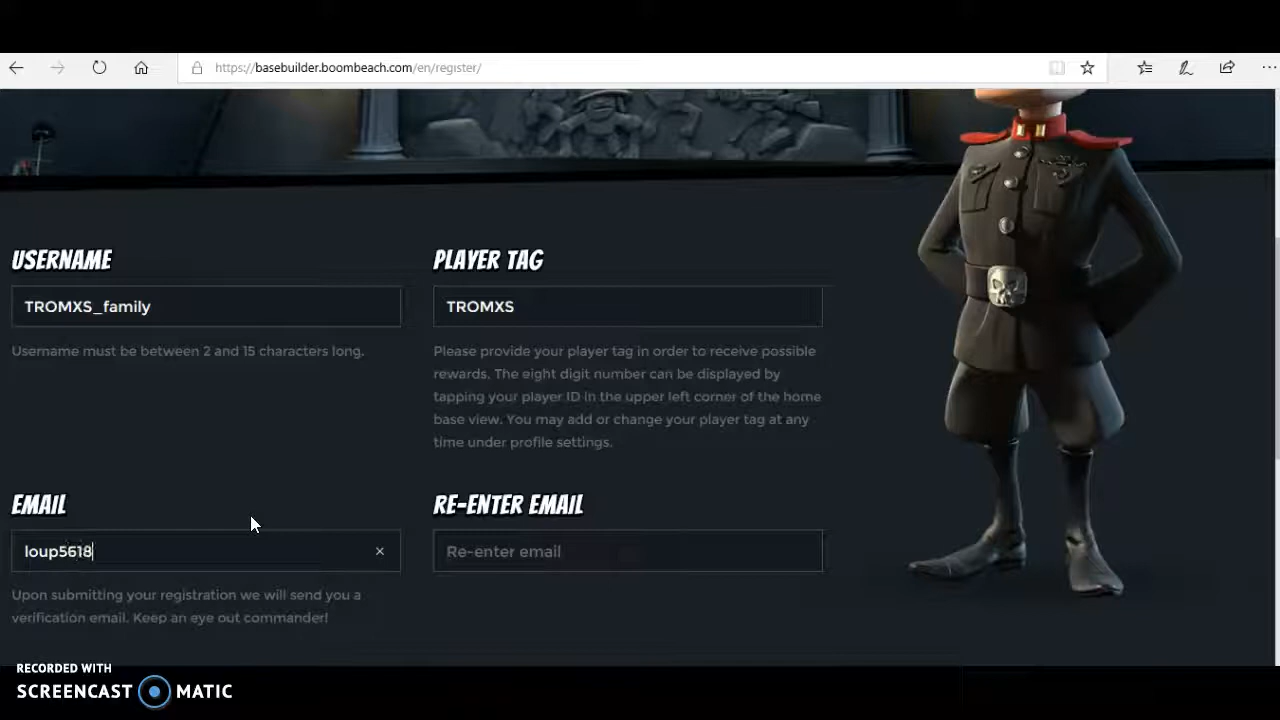 https://basebuilder.boombeach.com/en/register/
USERNAME
TROMXS_family
Username must be between 2 and 15 characters long.
PLAYER TAG
TROMXS
Please provide your player tag in order to receive possible
rewards. The eight digit number can be displayed by
tapping your player ID in the upper left corner of the home
base view. You may add or change your player tag at any
time under profile settings.
EMAIL
loup5618
Upon submitting your registration we will send you a
verification email. Keep an eye out commander!
RE-ENTER EMAIL
Re-enter email
RECORDED WITH
SCREENCAST MATIC